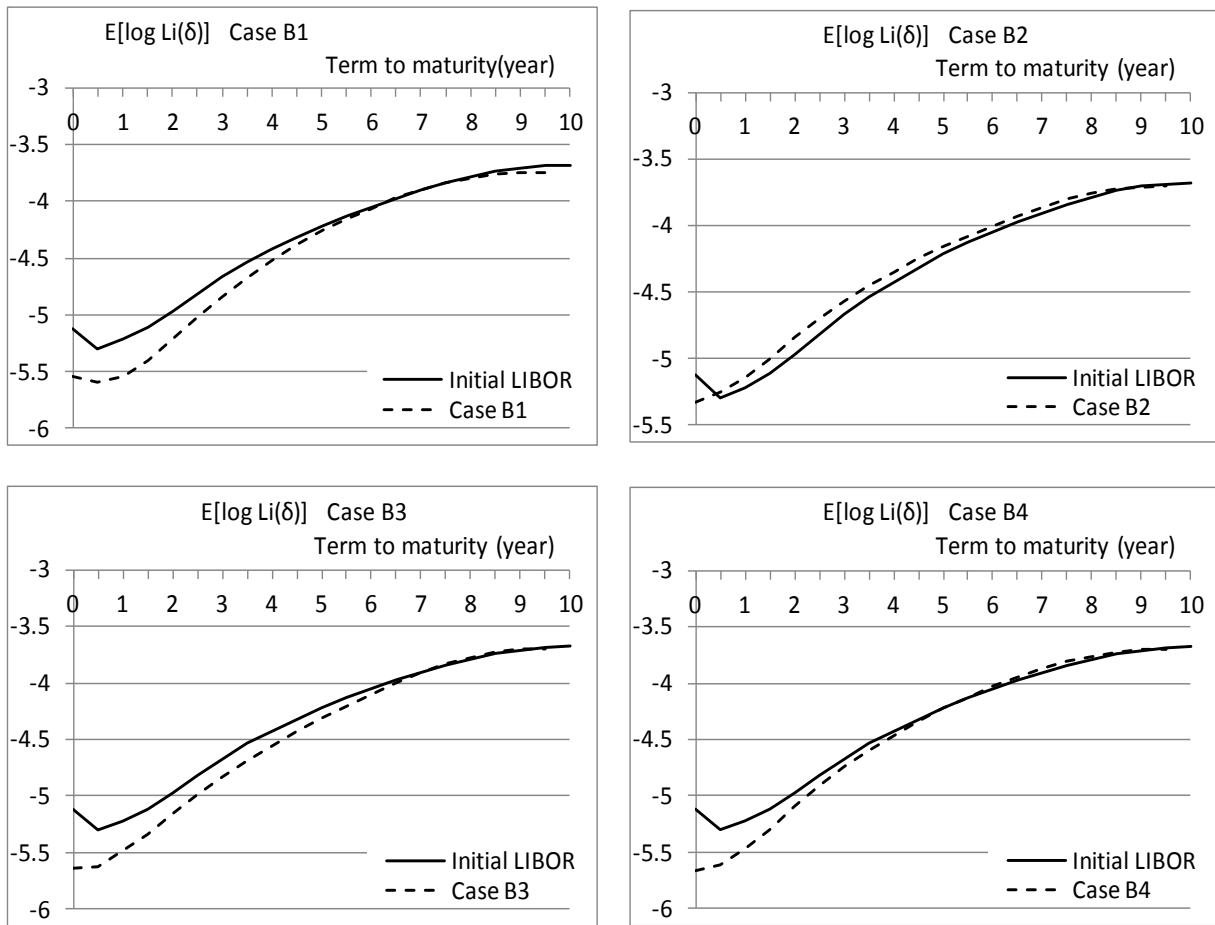 E[log Li(δ)] Case B1
Term to maturity(year)
-3
0 1 2 3 4 5 6 7 8 9 10
-3.5
-4
-4.5
-5
-5.5
-6
Initial LIBOR
Case B1
E[log Li(δ)] Case B2
Term to maturity (year)
-3
0 1 2 3 4 5 6 7 8 9 10
-3.5
-4
-4.5
-5
-5.5
Initial LIBOR
Case B2
E[log Li(δ)] Case B3
Term to maturity (year)
-3
0 1 2 3 4 5 6 7 8 9 10
-3.5
-4
-4.5
-5
-5.5
-6
Initial LIBOR
Case B3
E[log Li(δ)] Case B4
Term to maturity (year)
-3
0 1 2 3 4 5 6 7 8 9 10
-3.5
-4
-4.5
-5
-5.5
-6
Initial LIBOR
Case B4